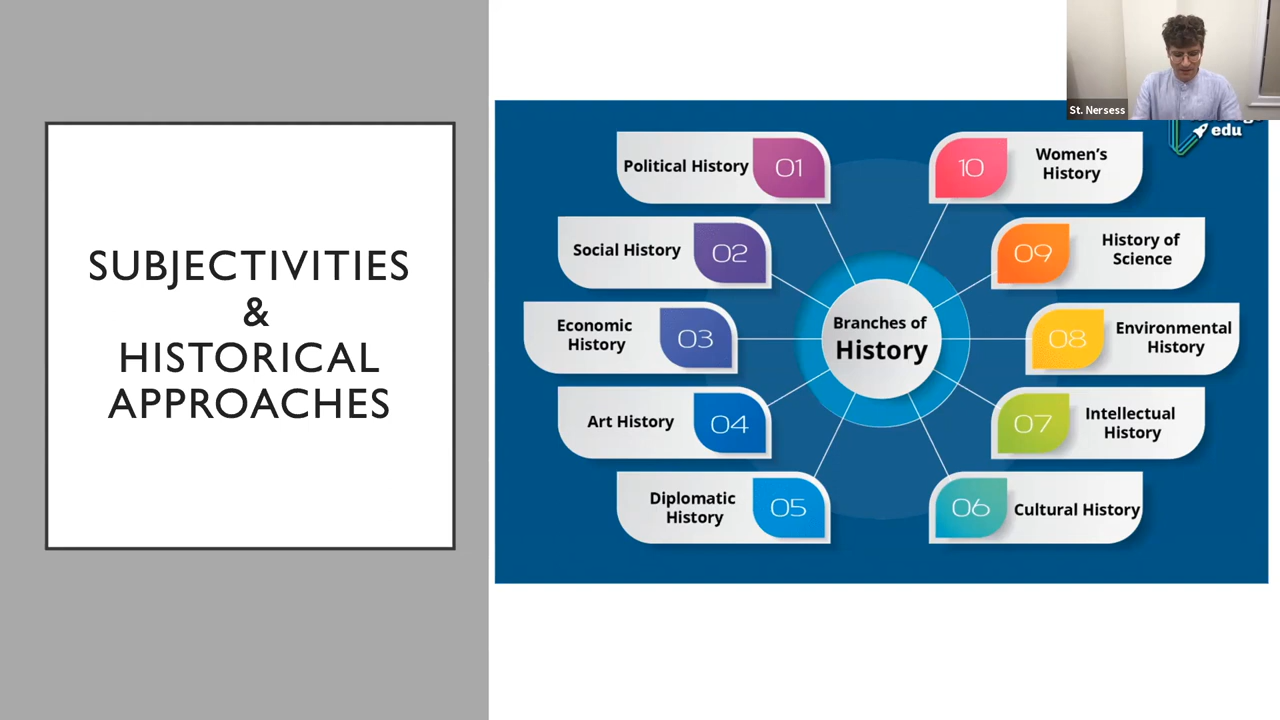 SUBJECTIVITIES
&
HISTORICAL
APPROACHES
Political History
01
Social History
02
Economic
History
03
Art History
04
Diplomatic
History
05
Branches of
History
10
Women's
History
09
History of
Science
08
Environmental
History
07
Intellectual
History
06
Cultural History
St. Nersess
edu